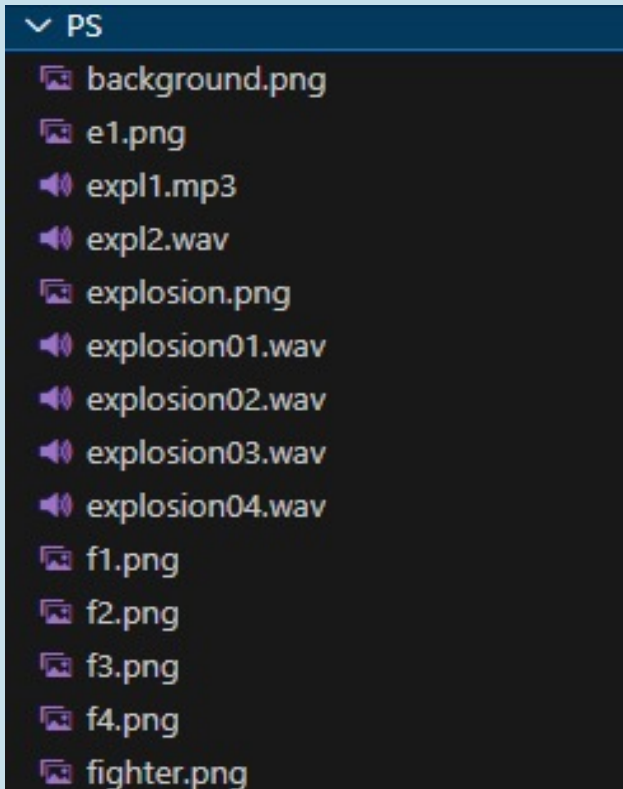 PS
background.png
e1.png
expl1.mp3
expl2.wav
explosion.png
explosion01.wav
explosion02.wav
explosion03.wav
explosion04.wav
f1.png
f2.png
f3.png
f4.png
fighter.png